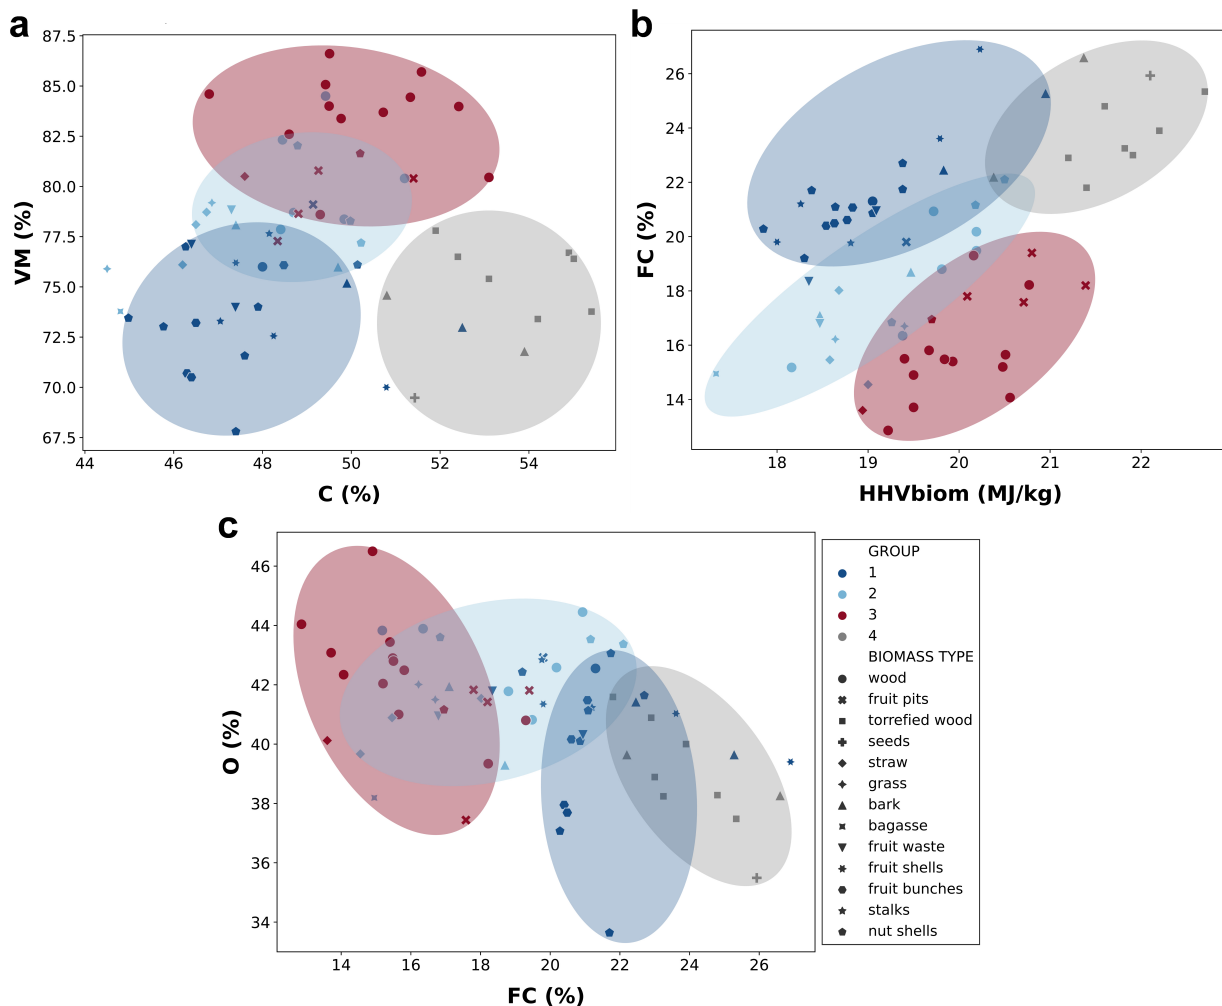 a
87.5
85.0
82.5
80.0
77.5
75.0
72.5
70.0
67.5
VM (%)
44 46 48 50 52 54
C (%)
b
26
24
22
20
18
16
14
FC (%)
18 19 20 21 22
HHVbiom (MJ/kg)
c
46
44
42
40
38
36
34
O (%)
14 16 18 20 22 24 26
FC (%)
GROUP
1
2
3
4
BIOMASS TYPE
wood
fruit pits
torrefied wood
seeds
straw
grass
bark
bagasse
fruit waste
fruit shells
fruit bunches
stalks
nut shells